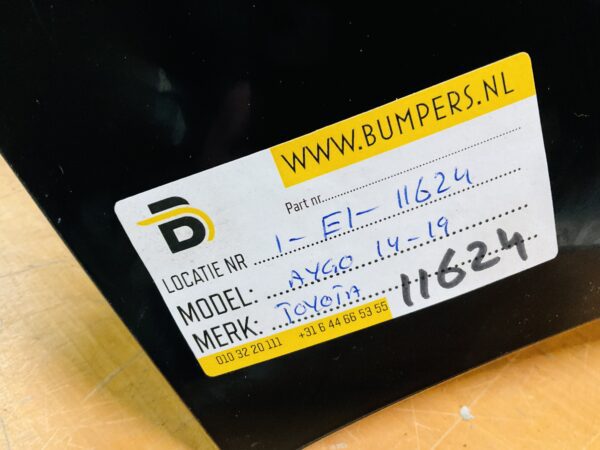 WWW.BUMPERS.NL
Part nr.
LOCATIE NR 1-E1-11624
MODEL: AYGO 14-19
MERK: TOYOTA
11624
010 32 20 111 +31 6 44 66 53 55